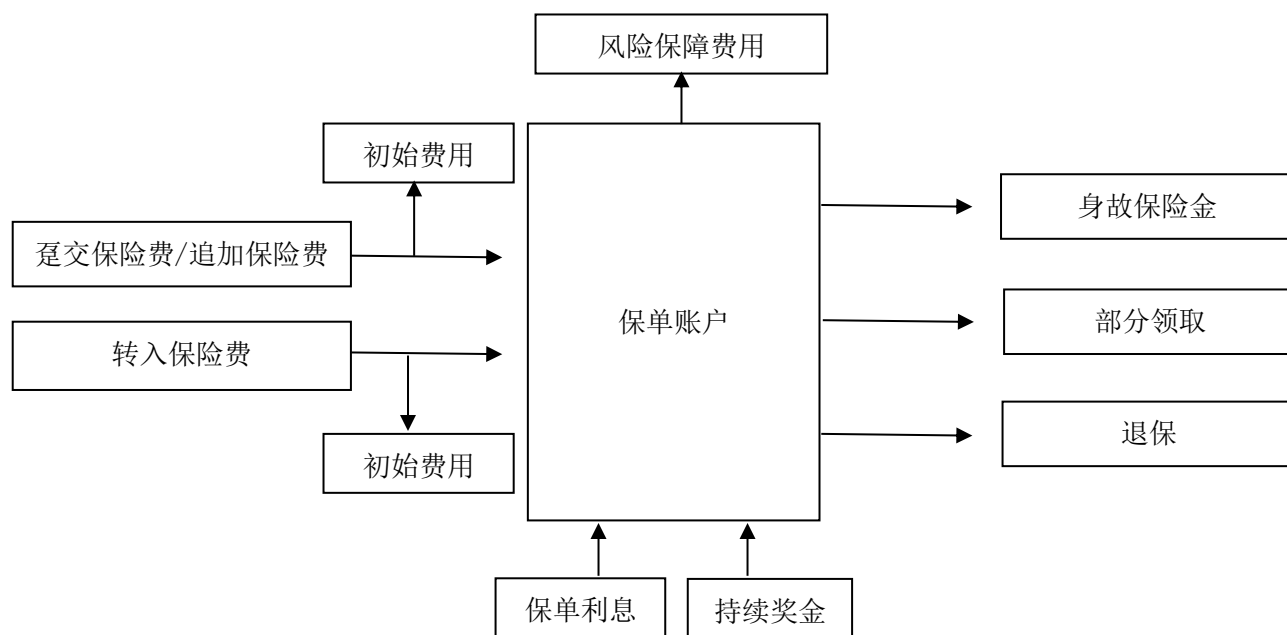 风险保障费用
初始费用
趸交保险费/追加保险费
转入保险费
初始费用
保单账户
身故保险金
部分领取
退保
保单利息
持续奖金